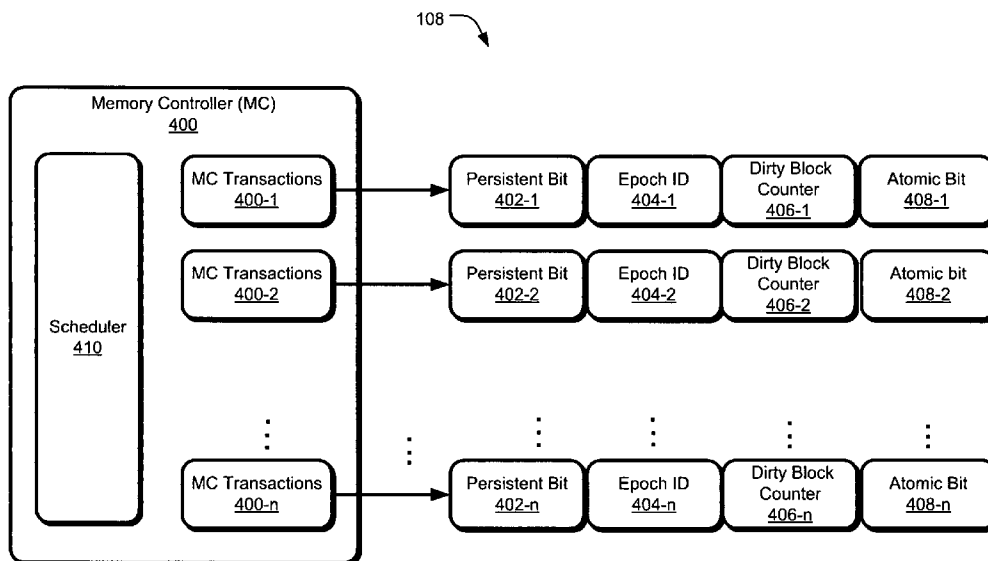 108
Memory Controller (MC)
400
MC Transactions
400-1
Persistent Bit
402-1
Epoch ID
404-1
Dirty Block
Counter
406-1
Atomic Bit
408-1
MC Transactions
400-2
Persistent Bit
402-2
Epoch ID
404-2
Dirty Block
Counter
406-2
Atomic bit
408-2
Scheduler
410
MC Transactions
400-n
Persistent Bit
402-n
Epoch ID
404-n
Dirty Block
Counter
406-n
Atomic Bit
408-n